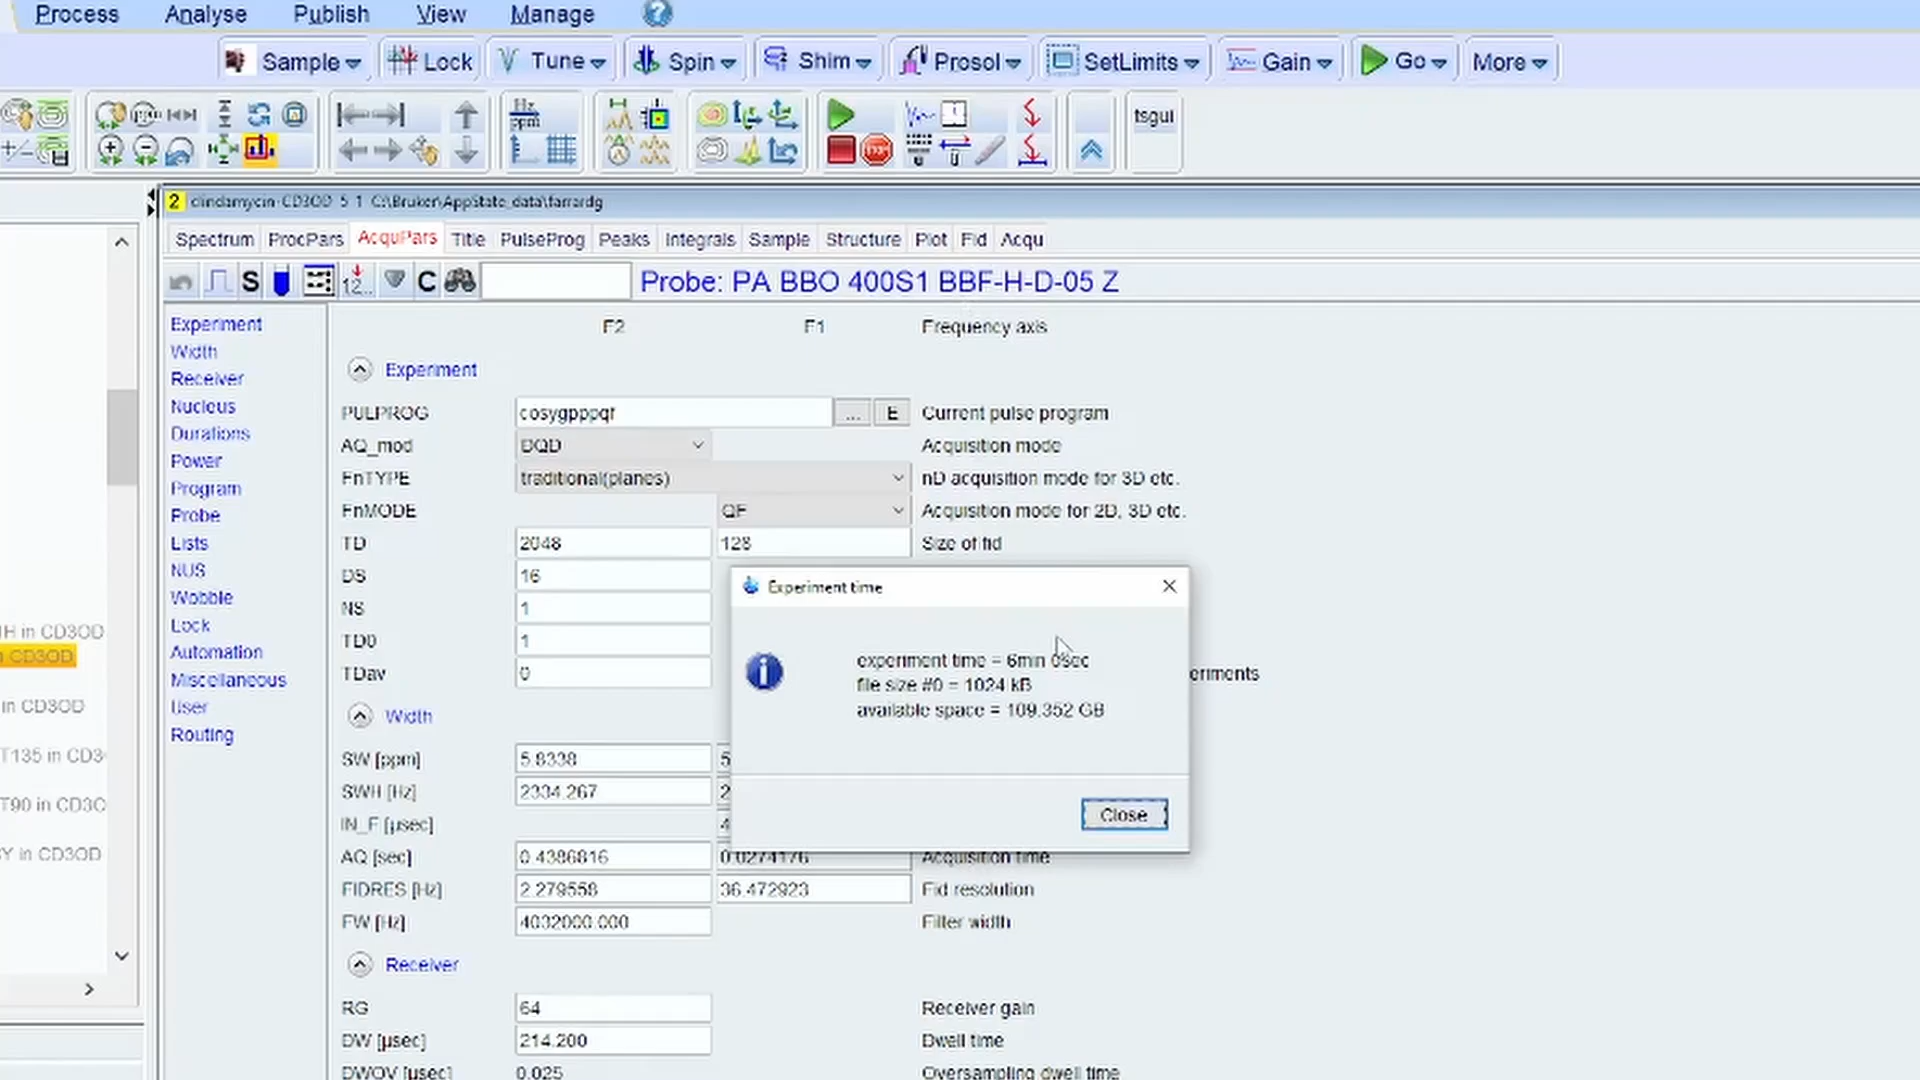 Process Analyse Publish View Manage ?
Sample Lock Tune Spin Shim Prosol SetLimits Gain Go More
tsgui
2 clindamycin-CD3OD 5 1 C:\Bruker\AppState_data\farrardg
Spectrum ProcPars AcquPars Title PulseProg Peaks Integrals Sample Structure Plot Fid Acqu
S C Probe: PA BBO 400S1 BBF-H-D-05 Z
Experiment
Width
Receiver
Nucleus
Durations
Power
Program
Probe
Lists
NUS
Wobble
Lock
Automation
Miscellaneous
User
Routing
H in CD3OD
CD3OD
in CD3OD
T135 in CD3
T90 in CD3O
SY in CD3OD
F2 F1 Frequency axis
Experiment
PULPROG cosygpppqf ... E Current pulse program
AQ_mod DQD Acquisition mode
FnTYPE traditional(planes) nD acquisition mode for 3D etc.
FnMODE QF Acquisition mode for 2D, 3D etc.
TD 2048 128 Size of fid
DS 16
NS 1
TD0 1
TDav 0 eriments
Width
SW [ppm] 5.8338 5
SWH [Hz] 2334.267 2
IN_F [µsec] 4
AQ [sec] 0.4386816 0.0274176 Acquisition time
FIDRES [Hz] 2.279558 36.472923 Fid resolution
FW [Hz] 4032000.000 Filter width
Receiver
RG 64 Receiver gain
DW [µsec] 214.200 Dwell time
DWOV [µsec] 0.025 Oversampling dwell time
Experiment time
experiment time = 6min 0sec
file size #0 = 1024 kB
available space = 109.352 GB
Close